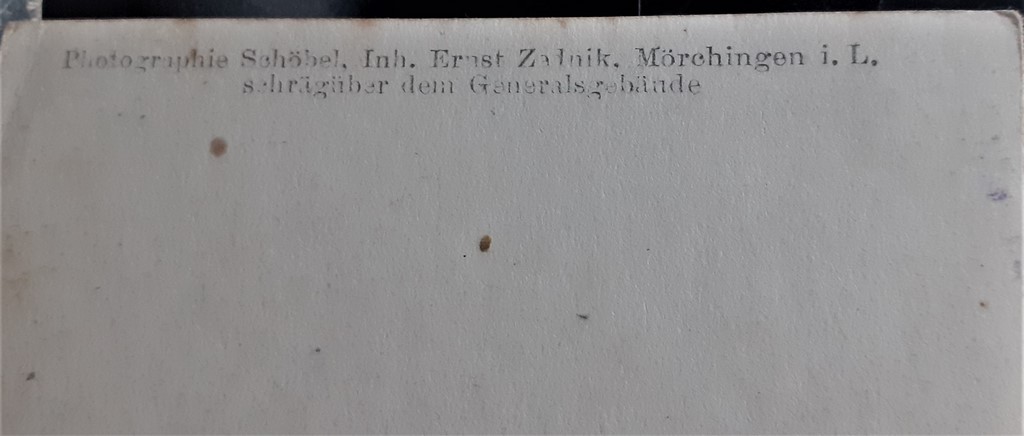 Photographie Schöbel, Inh. Ernst Mörchingen i. L.
schrägüber dem Generalsgebäude